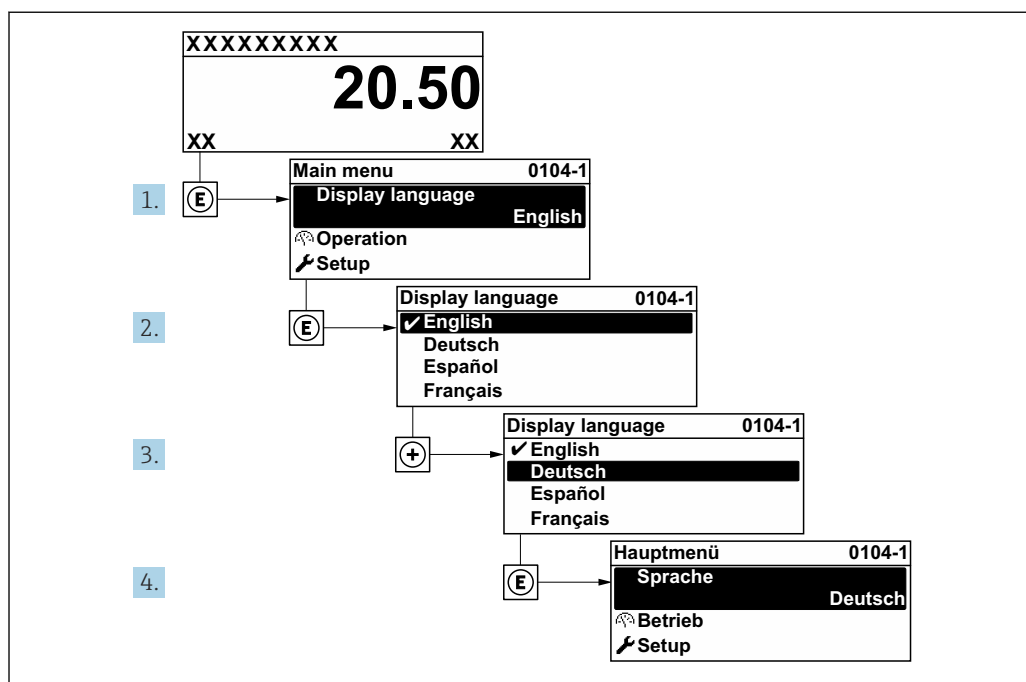 XXXXXXXXX
20.50
XX XX
1. E
Main menu 0104-1
Display language
English
Operation
Setup
2. E
Display language 0104-1
✔ English
Deutsch
Español
Français
3. +
Display language 0104-1
✔ English
Deutsch
Español
Français
4. E
Hauptmenü 0104-1
Sprache
Deutsch
Betrieb
Setup